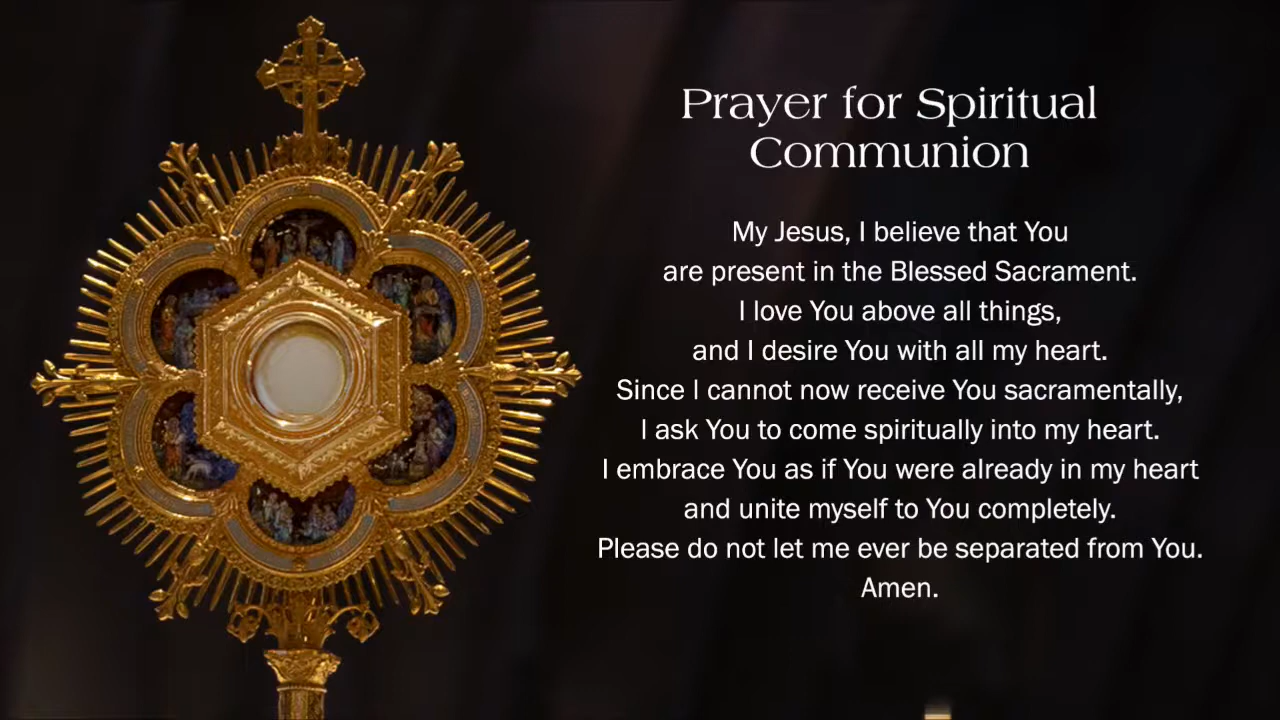 Prayer for Spiritual
Communion
My Jesus, I believe that You
are present in the Blessed Sacrament.
I love You above all things,
and I desire You with all my heart.
Since I cannot now receive You sacramentally,
I ask You to come spiritually into my heart.
I embrace You as if You were already in my heart
and unite myself to You completely.
Please do not let me ever be separated from You.
Amen.